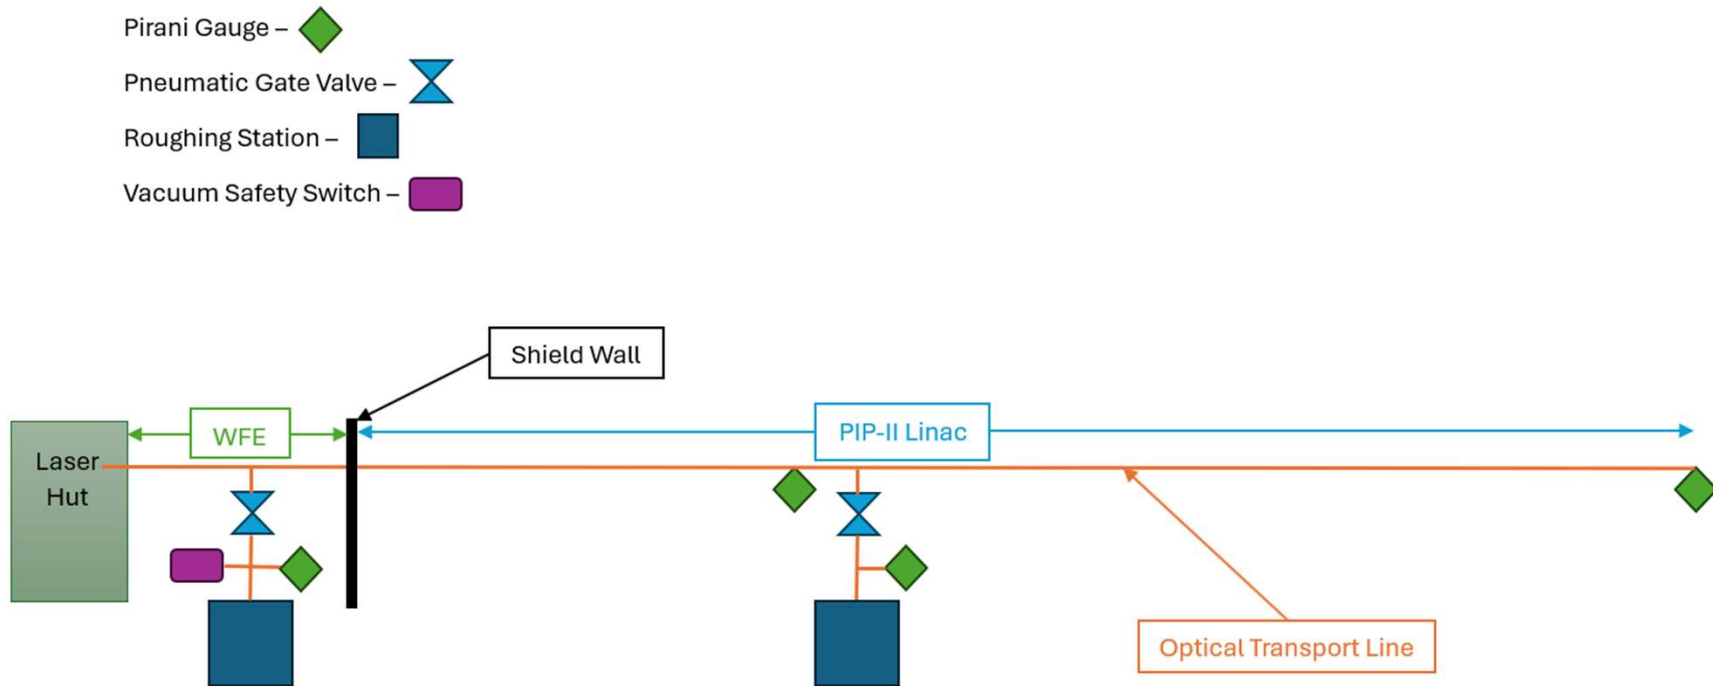 Pirani Gauge –
Pneumatic Gate Valve –
Roughing Station –
Vacuum Safety Switch –
Shield Wall
WFE
PIP-II Linac
Laser
Hut
Optical Transport Line